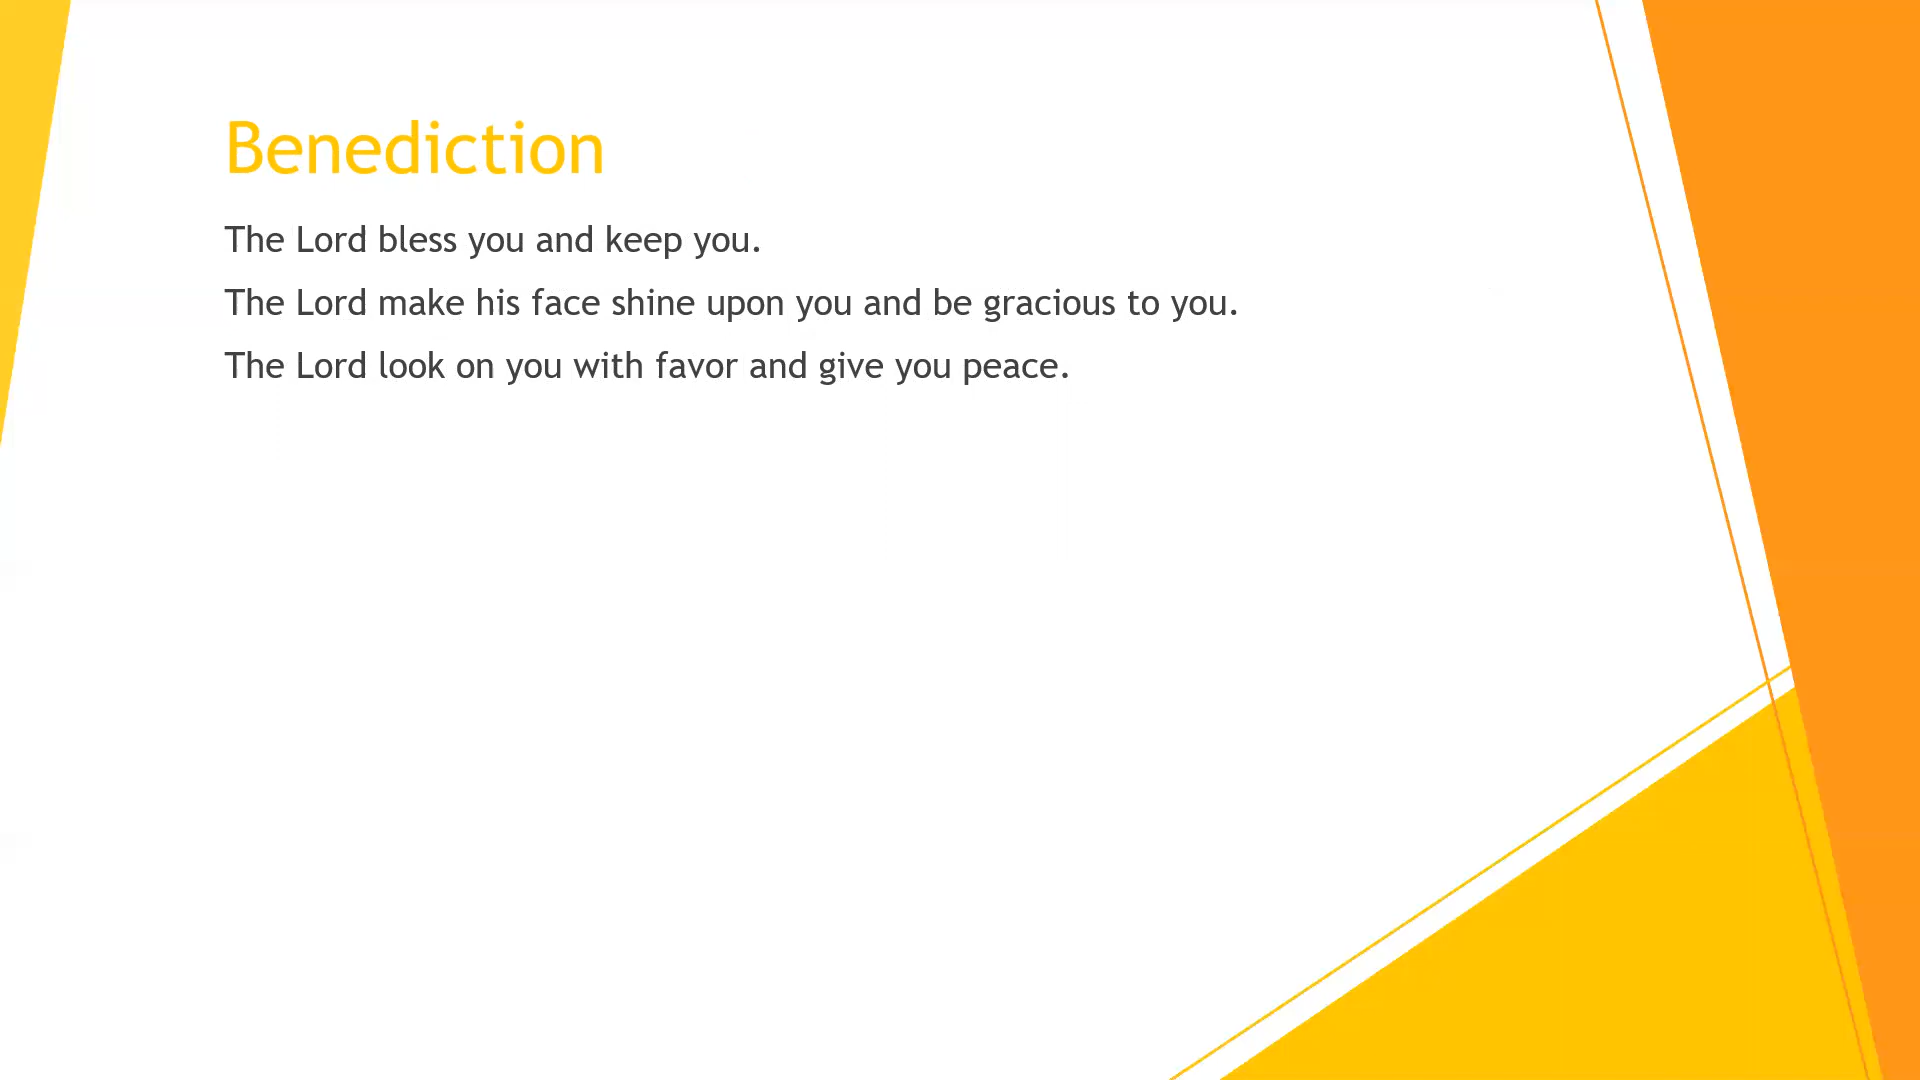 Benediction
The Lord bless you and keep you.
The Lord make his face shine upon you and be gracious to you.
The Lord look on you with favor and give you peace.